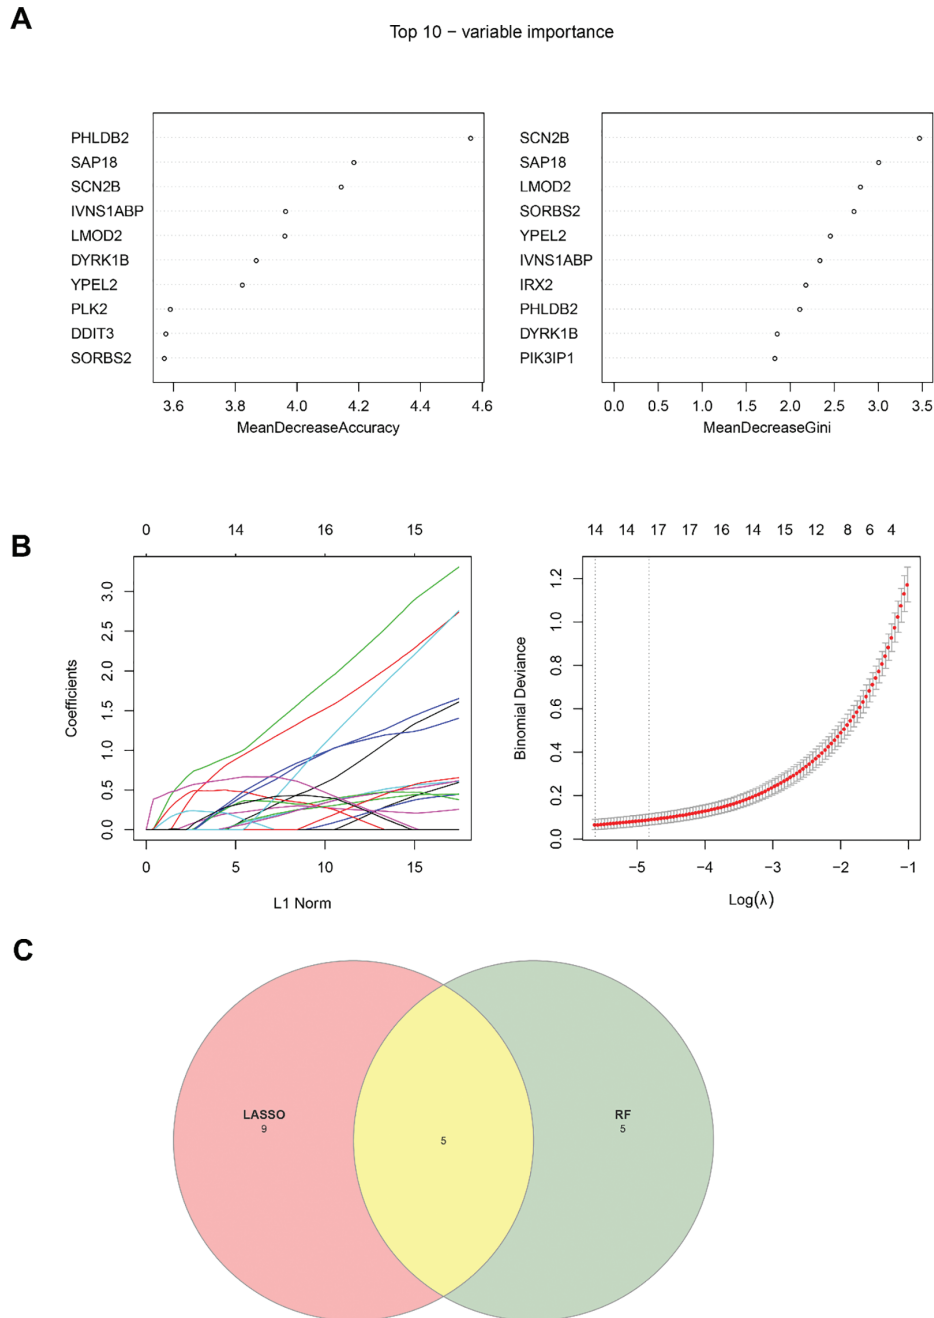 A
Top 10 – variable importance
PHLDB2
SAP18
SCN2B
IVNS1ABP
LMOD2
DYRK1B
YPEL2
PLK2
DDIT3
SORBS2
3.6 3.8 4.0 4.2 4.4 4.6
MeanDecreaseAccuracy
SCN2B
SAP18
LMOD2
SORBS2
YPEL2
IVNS1ABP
IRX2
PHLDB2
DYRK1B
PIK3IP1
0.0 0.5 1.0 1.5 2.0 2.5 3.0 3.5
MeanDecreaseGini
B
0 14 16 15
Coefficients
3.0
2.5
2.0
1.5
1.0
0.5
0.0
0 5 10 15
L1 Norm
14 14 17 17 16 14 15 12 8 6 4
Binomial Deviance
1.2
1.0
0.8
0.6
0.4
0.2
0.0
−5 −4 −3 −2 −1
Log(λ)
C
LASSO
9
5
RF
5